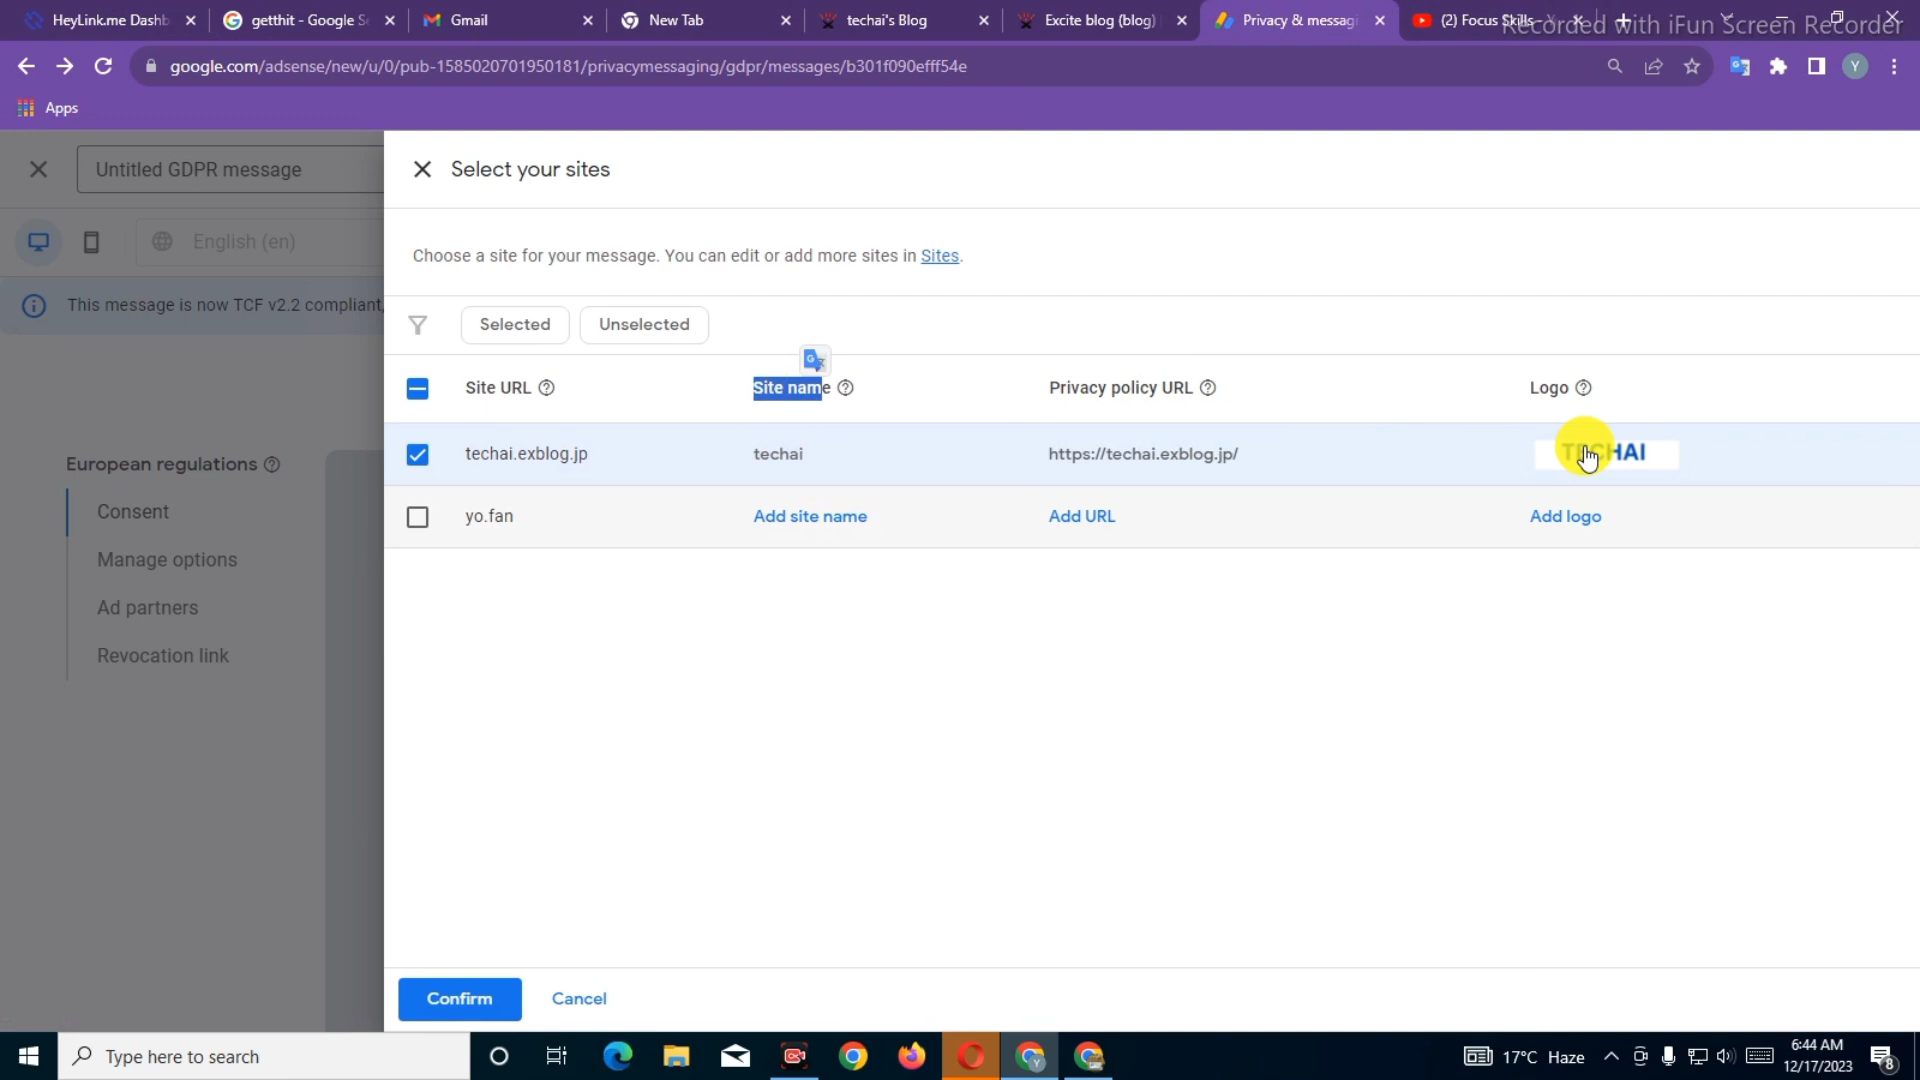 HeyLink.me Dashb
getthit - Google Se
Gmail
New Tab
techai's Blog
Excite blog (blog)
Privacy & messagi
(2) Focus Skills - Y
Recorded with iFun Screen Recorder
google.com/adsense/new/u/0/pub-1585020701950181/privacymessaging/gdpr/messages/b301f090efff54e
Y
Apps
Untitled GDPR message
Select your sites
English (en)
Choose a site for your message. You can edit or add more sites in Sites.
This message is now TCF v2.2 compliant,
Selected
Unselected
Site URL
Site name
Privacy policy URL
Logo
techai.exblog.jp
techai
https://techai.exblog.jp/
TECHAI
European regulations
Consent
yo.fan
Add site name
Add URL
Add logo
Manage options
Ad partners
Revocation link
Confirm
Cancel
Type here to search
17°C Haze
6:44 AM
12/17/2023
8